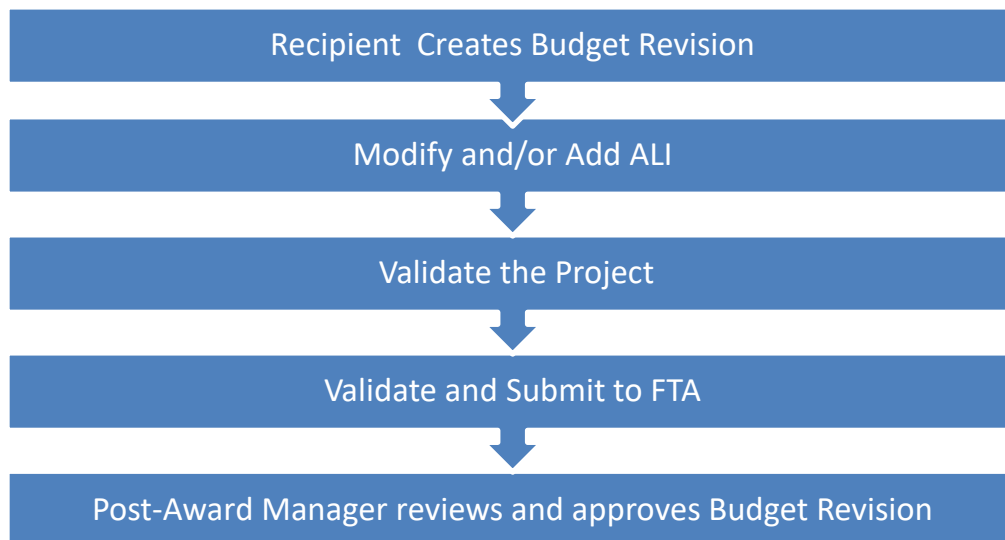 Recipient  Creates Budget Revision
Modify and/or Add ALI
Validate the Project
Validate and Submit to FTA
Post-Award Manager reviews and approves Budget Revision